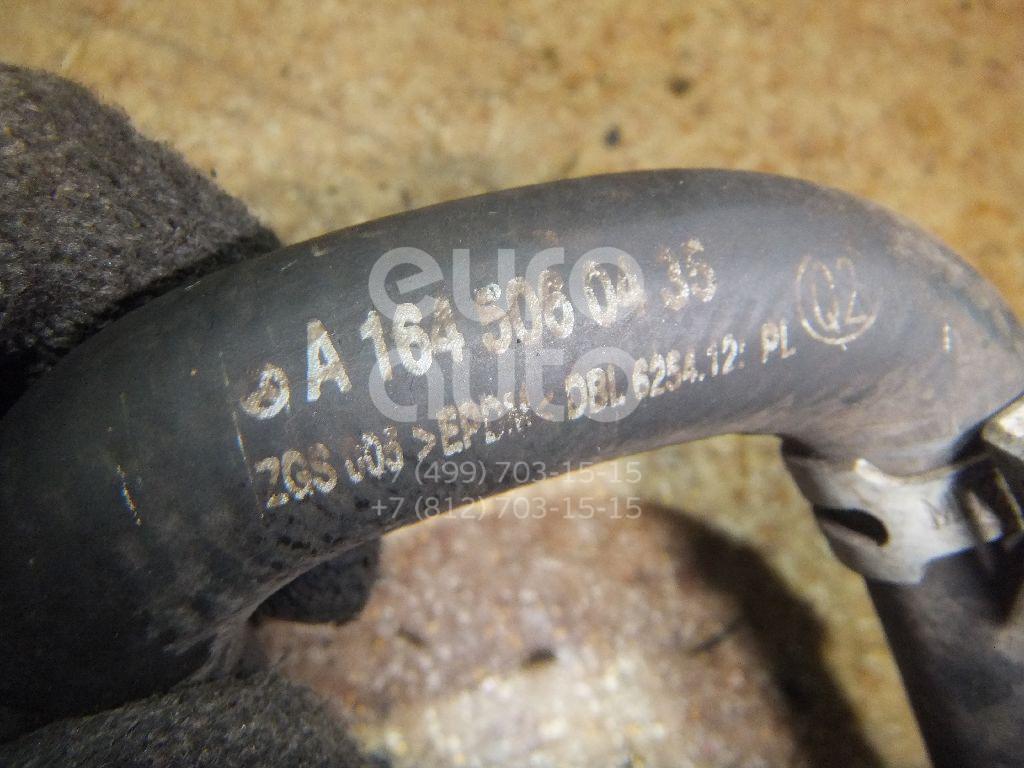 A 164 506 04 35
Q2
ZGS 003 >EPDM< DBL 6254.12: PL
euro
auto
+7 (499) 703-15-15
+7 (812) 703-15-15